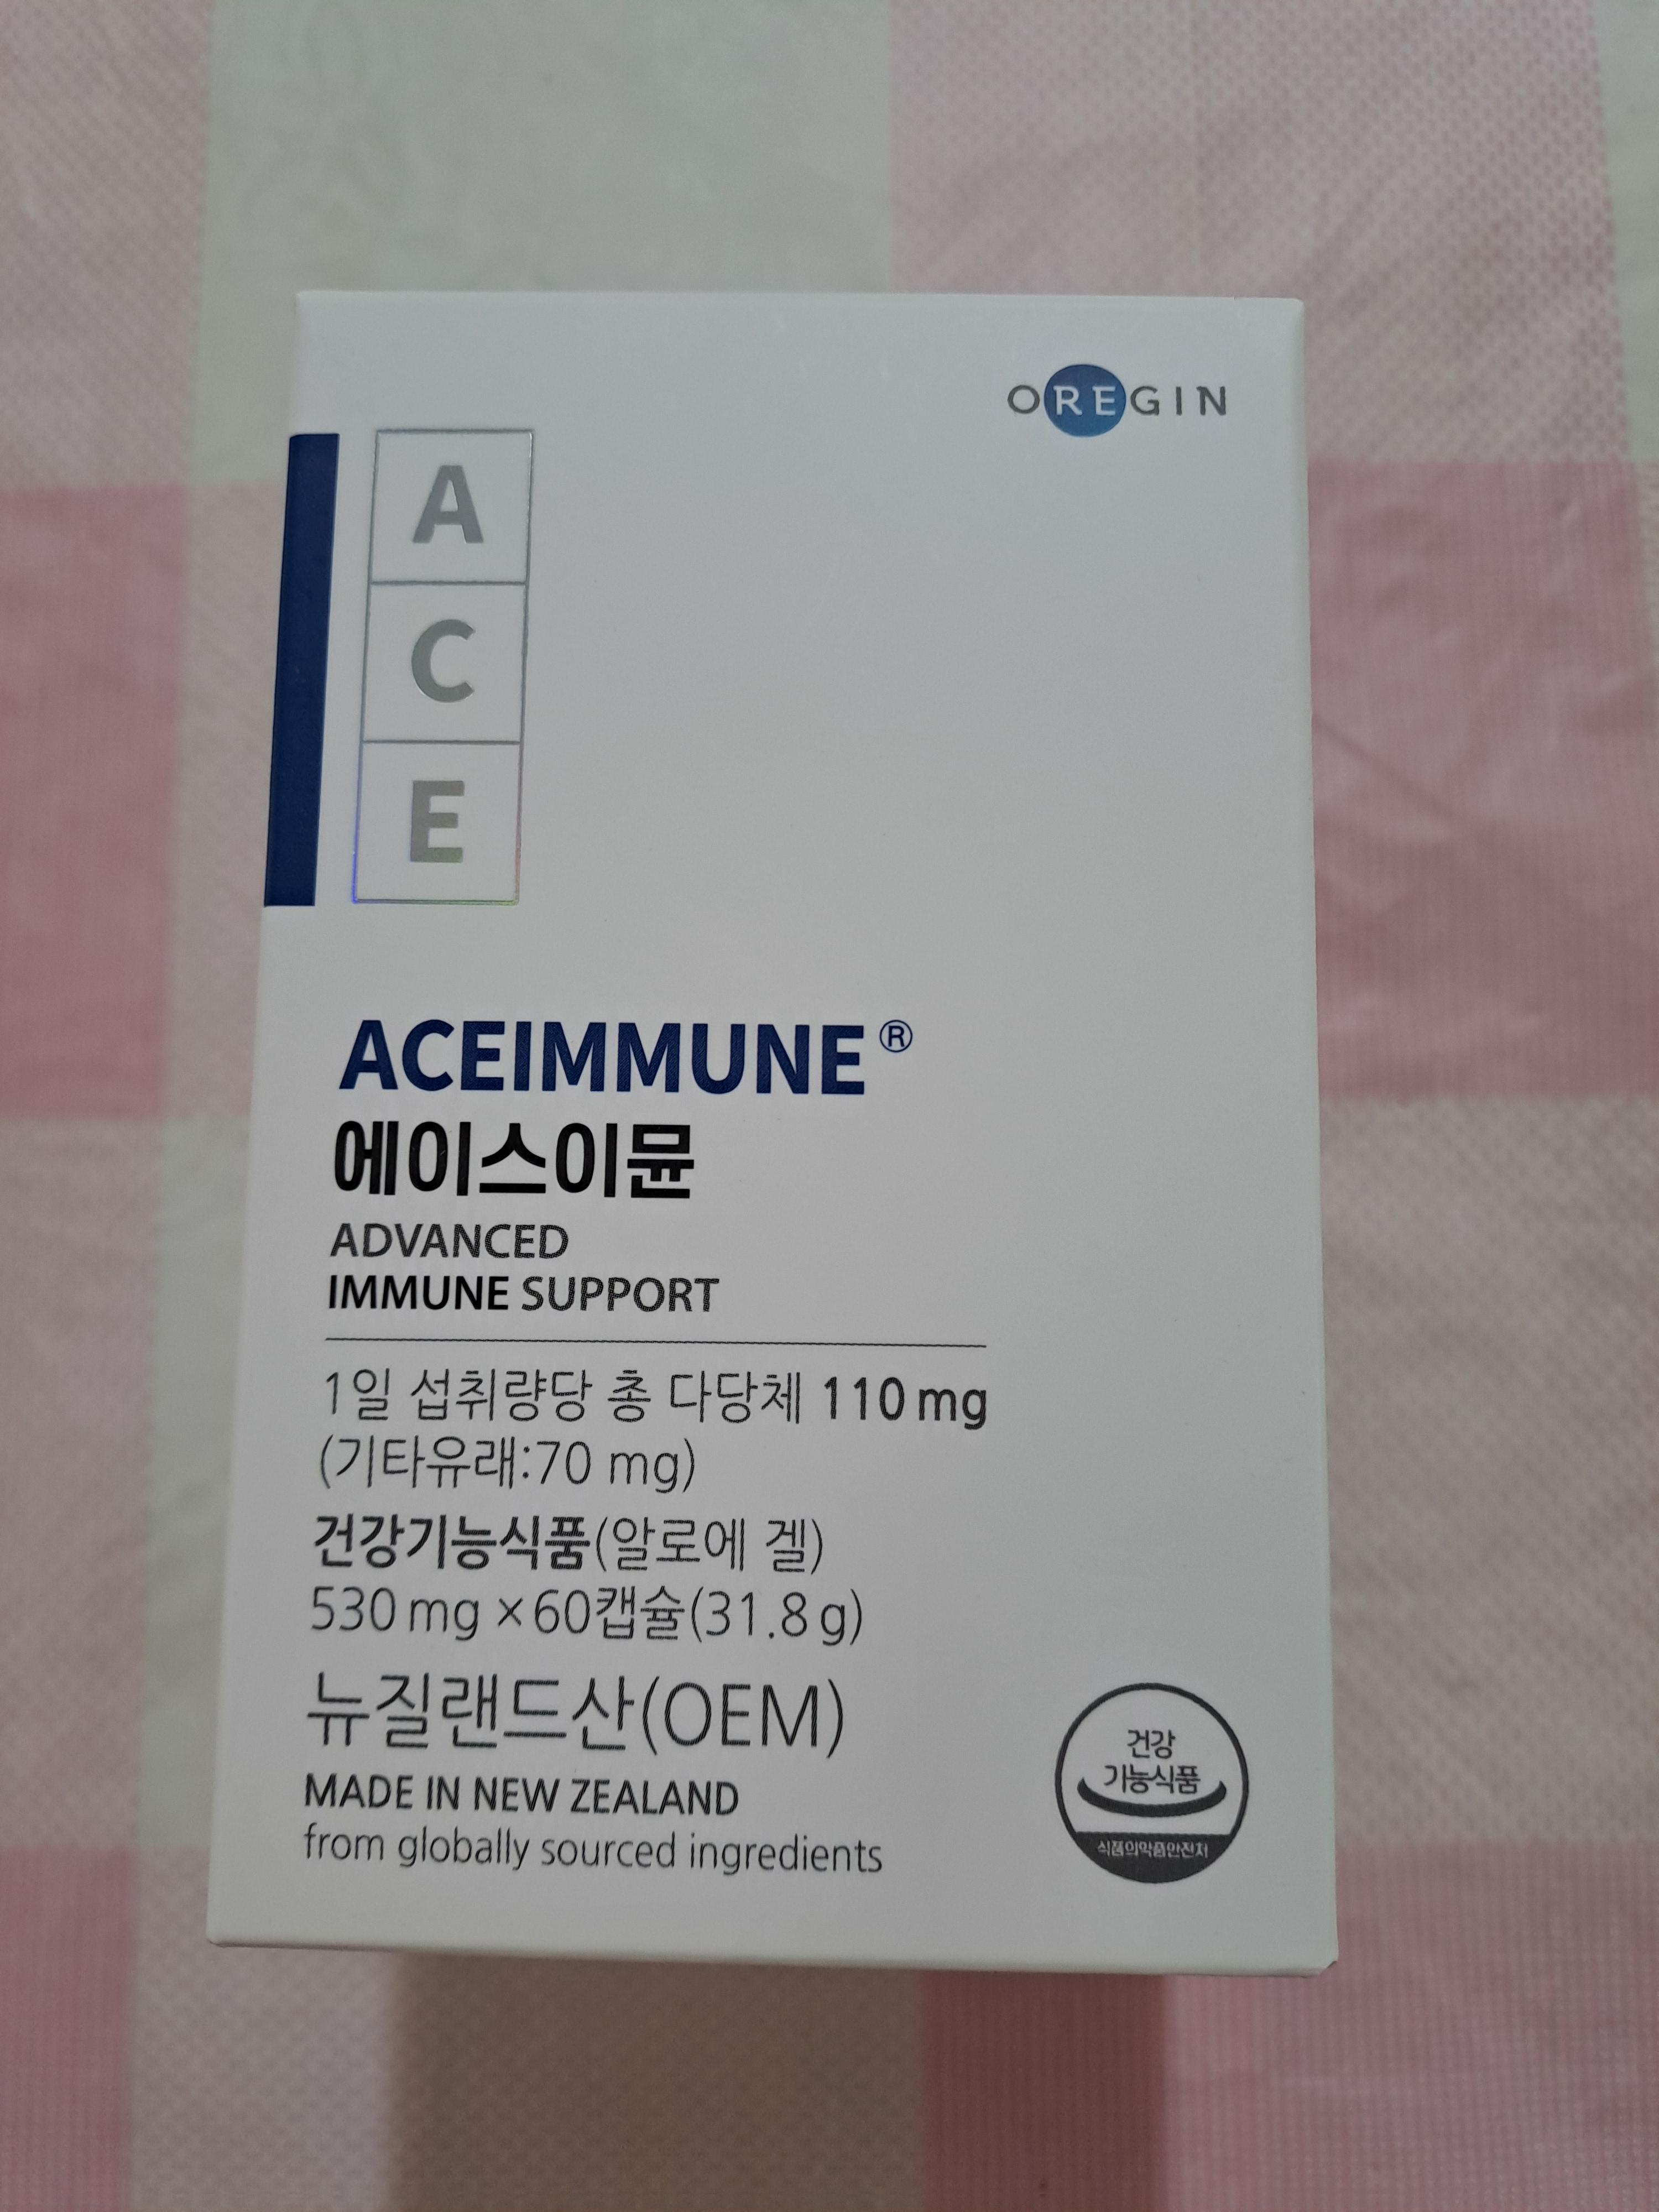 OREGIN
A
C
E
ACEIMMUNE®
에이스이뮨
ADVANCED
IMMUNE SUPPORT
1일 섭취량당 총 다당체 110 mg
(기타유래:70 mg)
건강기능식품(알로에 겔)
530 mg ×60캡슐(31.8 g)
뉴질랜드산(OEM)
MADE IN NEW ZEALAND
from globally sourced ingredients
건강
기능식품
식품의약품안전처